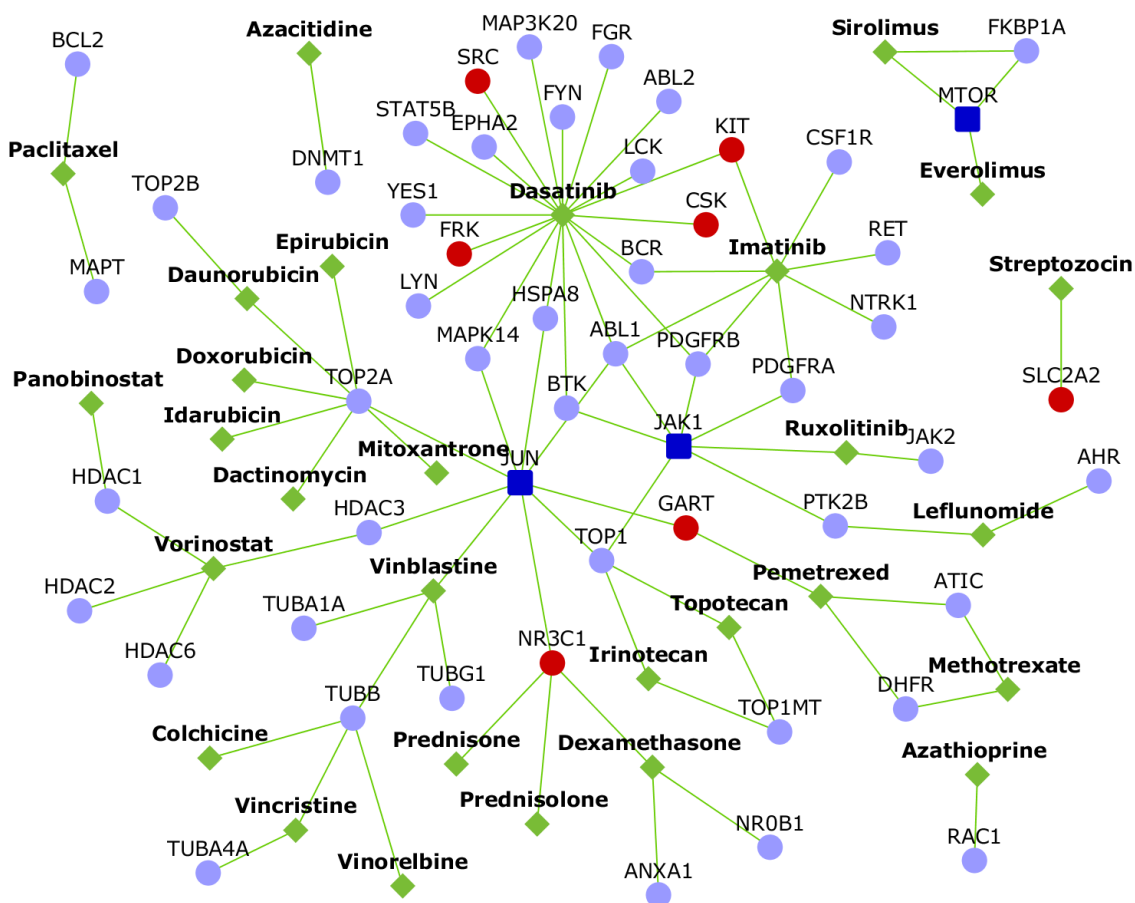 MAP3K20
FGR
Sirolimus
FKBP1A
Azacitidine
BCL2
SRC
ABL2
FYN
MTOR
STAT5B
EPHA2
KIT
CSF1R
Paclitaxel
DNMT1
LCK
Everolimus
TOP2B
YES1
Dasatinib
CSK
FRK
BCR
Imatinib
RET
Epirubicin
MAPT
Daunorubicin
LYN
HSPA8
Streptozocin
NTRK1
MAPK14
ABL1
PDGFRB
Doxorubicin
PDGFRA
Panobinostat
TOP2A
BTK
SLC2A2
Idarubicin
JAK1
Ruxolitinib
JAK2
Mitoxantrone
JUN
AHR
Dactinomycin
HDAC1
HDAC3
GART
PTK2B
Leflunomide
Vorinostat
TOP1
Vinblastine
Pemetrexed
ATIC
HDAC2
TUBA1A
Topotecan
NR3C1
HDAC6
Irinotecan
Methotrexate
TUBG1
DHFR
TUBB
TOP1MT
Colchicine
Prednisone
Dexamethasone
Azathioprine
Prednisolone
Vincristine
NR0B1
RAC1
TUBA4A
Vinorelbine
ANXA1